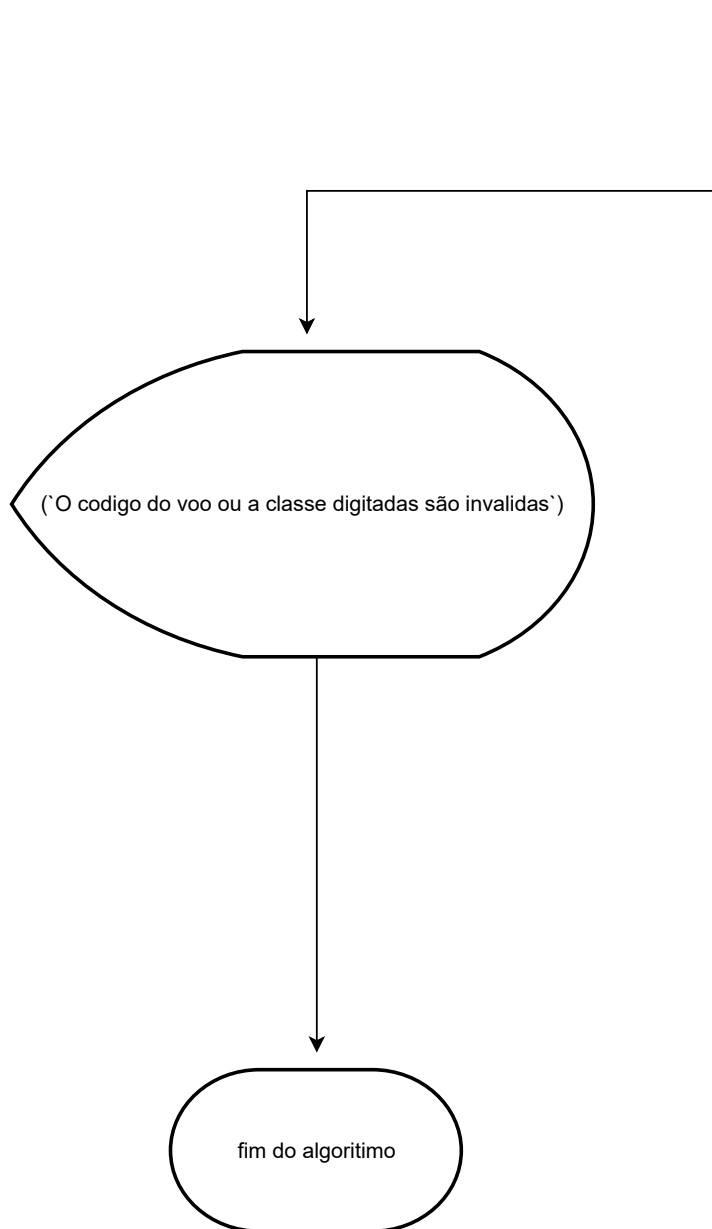 (`O codigo do voo ou a classe digitadas são invalidas`)
fim do algoritimo